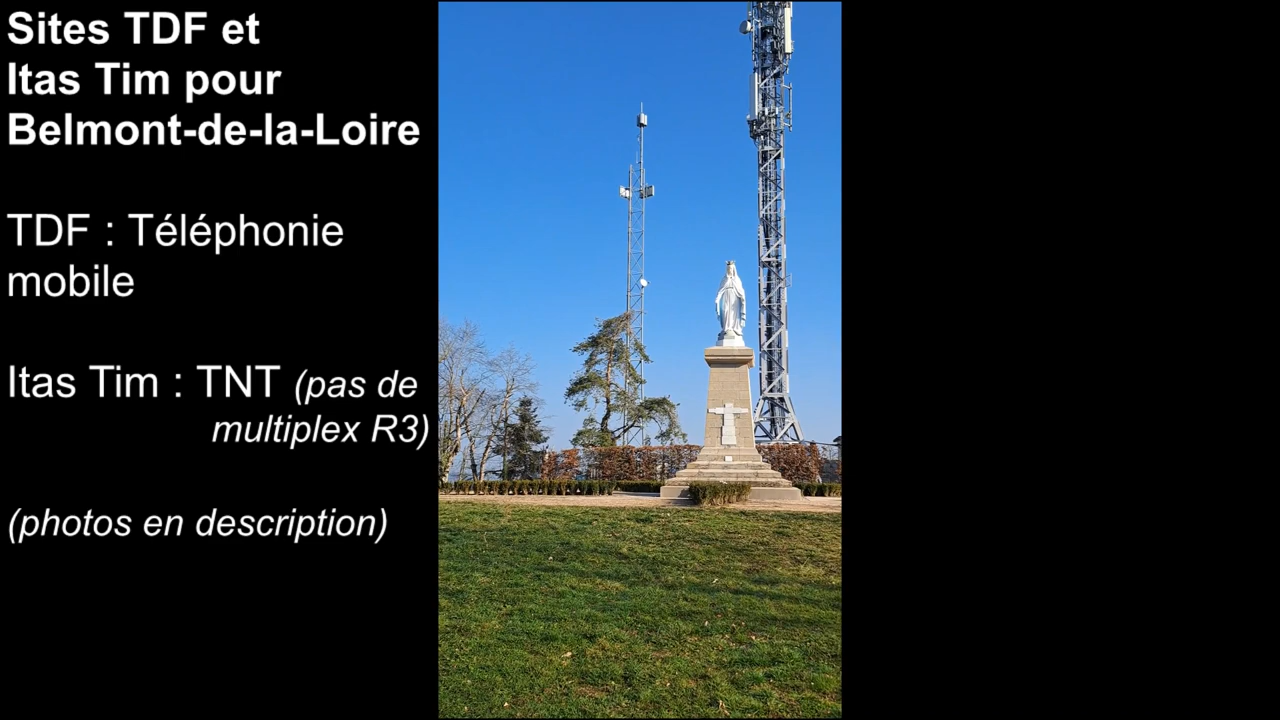 Sites TDF et
Itas Tim pour
Belmont-de-la-Loire
TDF : Téléphonie
mobile
Itas Tim : TNT (pas de
multiplex R3)
(photos en description)